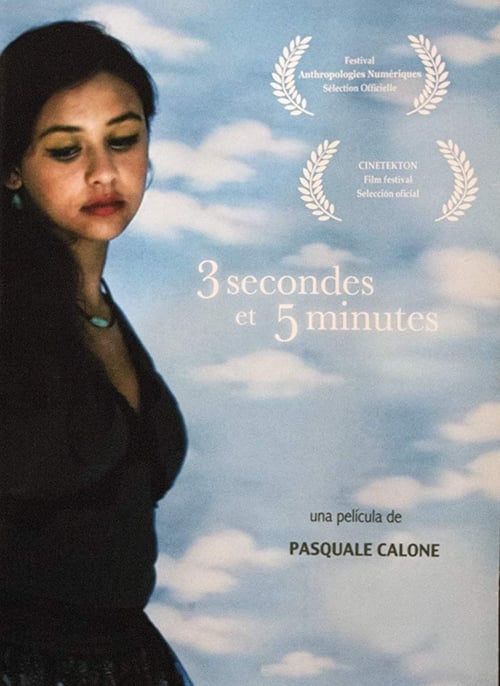 Festival
Anthropologies Numériques
Sélection Officielle
CINETEKTON
Film festival
Selección oficial
3 secondes
et 5 minutes
una película de
PASQUALE CALONE